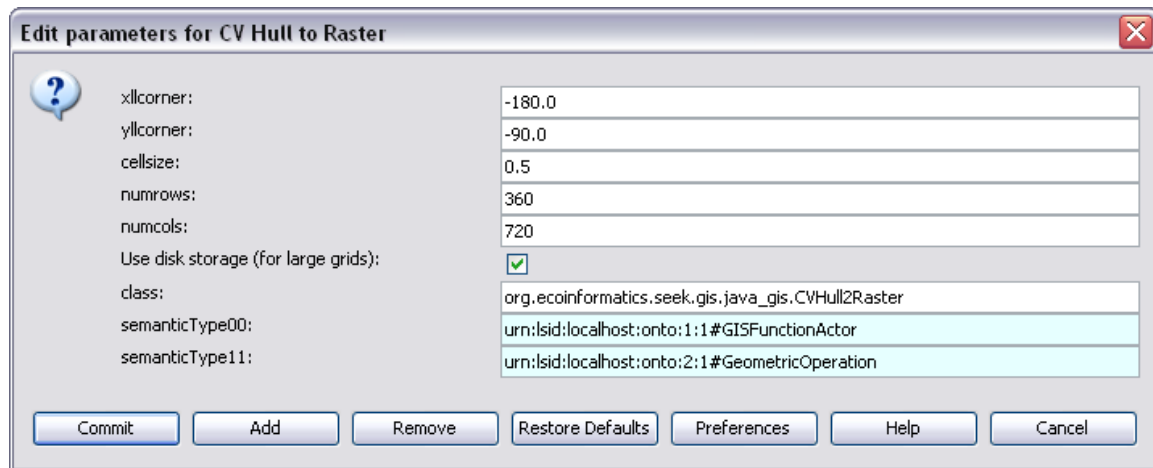 Edit parameters for CV Hull to Raster
?
xllcorner: -180.0
yllcorner: -90.0
cellsize: 0.5
numrows: 360
numcols: 720
Use disk storage (for large grids):
class: org.ecoinformatics.seek.gis.java_gis.CVHull2Raster
semanticType00: urn:lsid:localhost:onto:1:1#GISFunctionActor
semanticType11: urn:lsid:localhost:onto:2:1#GeometricOperation
Commit Add Remove Restore Defaults Preferences Help Cancel